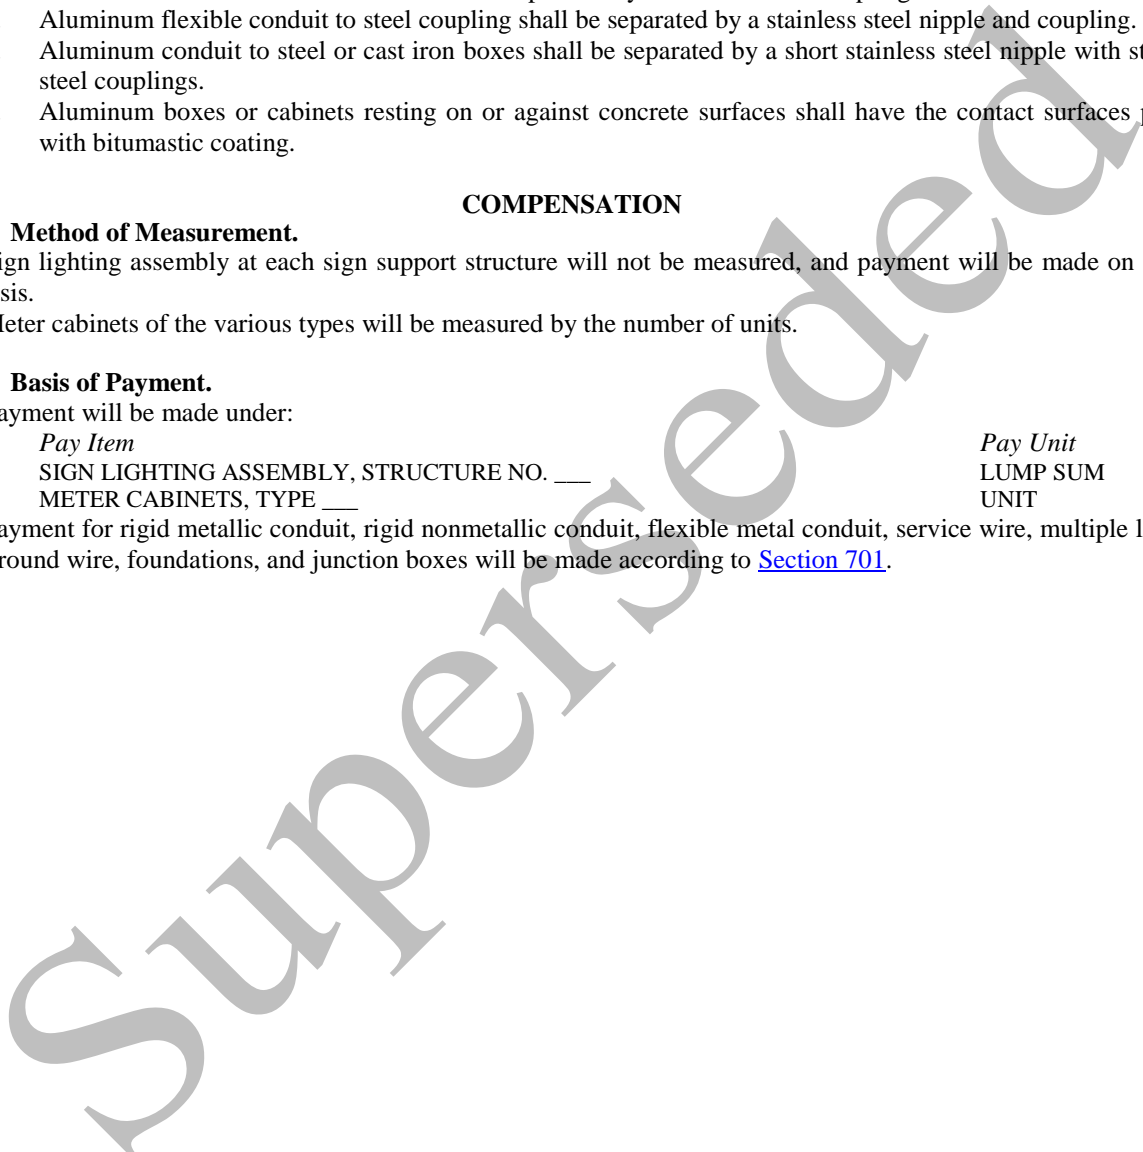 Aluminum flexible conduit to steel coupling shall be separated by a stainless steel nipple and coupling.
Aluminum conduit to steel or cast iron boxes shall be separated by a short stainless steel nipple with st
steel couplings.
Aluminum boxes or cabinets resting on or against concrete surfaces shall have the contact surfaces p
with bitumastic coating.
COMPENSATION
Method of Measurement.
ign lighting assembly at each sign support structure will not be measured, and payment will be made on
sis.
Meter cabinets of the various types will be measured by the number of units.
Basis of Payment.
ayment will be made under:
Pay Item Pay Unit
SIGN LIGHTING ASSEMBLY, STRUCTURE NO. ___ LUMP SUM
METER CABINETS, TYPE ___ UNIT
ayment for rigid metallic conduit, rigid nonmetallic conduit, flexible metal conduit, service wire, multiple l
round wire, foundations, and junction boxes will be made according to Section 701.
Superseded